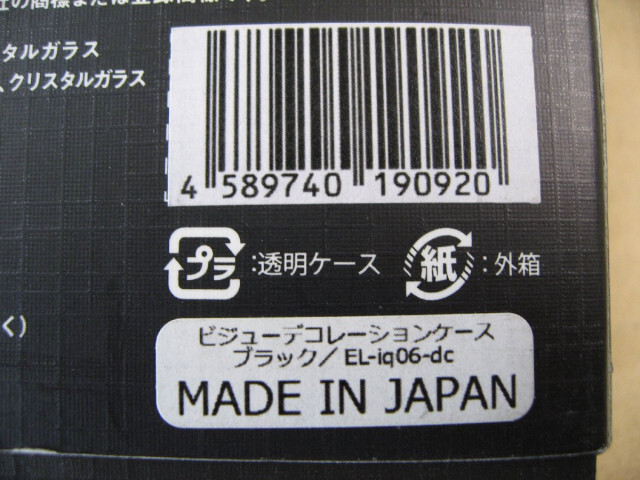 タルガラス
、クリスタルガラス
4 589740 190920
プラ :透明ケース 紙 :外箱
く)
ビジューデコレーションケース
ブラック/ EL-iq06-dc
MADE IN JAPAN